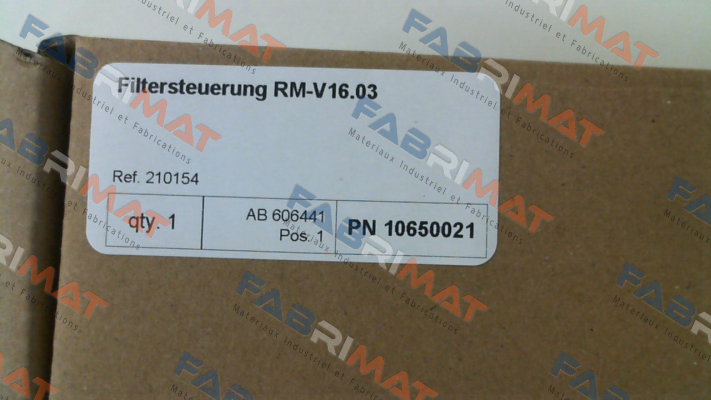 Filtersteuerung RM-V16.03
Ref. 210154
qty. 1
AB 606441
Pos. 1
PN 10650021
FABRIMAT
Materiaux Industriel et Fabrications